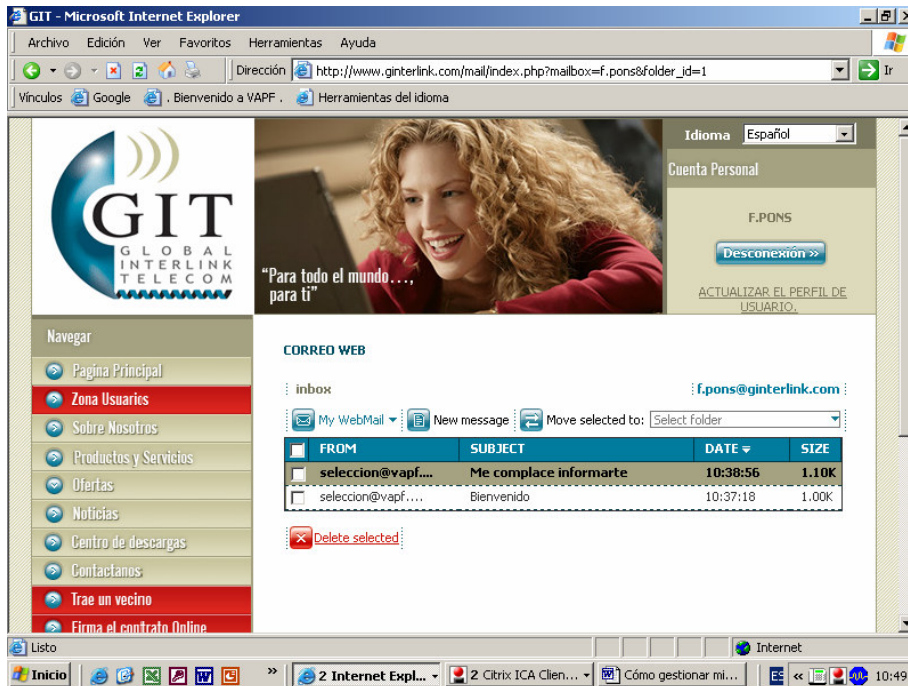 GIT - Microsoft Internet Explorer
Archivo Edición Ver Favoritos Herramientas Ayuda
Dirección http://www.ginterlink.com/mail/index.php?mailbox=f.pons&folder_id=1 Ir
Vínculos Google . Bienvenido a VAPF . Herramientas del idioma
GIT
GLOBAL
INTERLINK
TELECOM
"Para todo el mundo...,
para ti"
Idioma Español
Cuenta Personal
F.PONS
Desconexión >>
ACTUALIZAR EL PERFIL DE
USUARIO.
Navegar
Pagina Principal
Zona Usuarios
Sobre Nosotros
Productos y Servicios
Ofertas
Noticias
Centro de descargas
Contactanos
Trae un vecino
Firma el contrato Online
CORREO WEB
inbox f.pons@ginterlink.com
My WebMail New message Move selected to: Select folder
FROM SUBJECT DATE SIZE
seleccion@vapf.... Me complace informarte 10:38:56 1.10K
seleccion@vapf.... Bienvenido 10:37:18 1.00K
Delete selected
Listo Internet
Inicio » 2 Internet Expl... 2 Citrix ICA Clien... Cómo gestionar mi... ES « 10:49